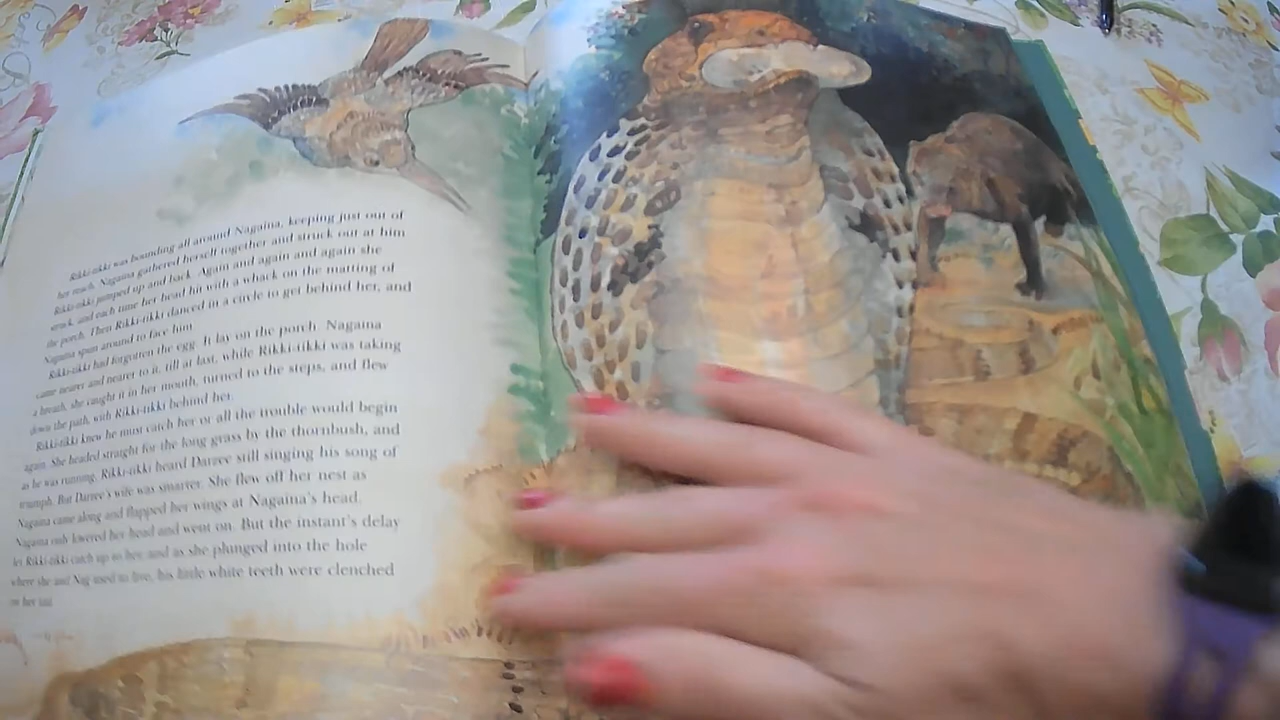 Rikki-tikki was bounding all around Nagaina, keeping just out of
her reach. Nagaina gathered herself together and struck out at him
Rikki-tikki jumped up and back. Again and again and again she
struck, and each time her head hit with a whack on the matting of
the porch. Then Rikki-tikki danced in a circle to get behind her, and
Nagaina spun around to face him.
Rikki-tikki had forgotten the egg. It lay on the porch. Nagaina
came nearer and nearer to it, till at last, while Rikki-tikki was taking
a breath, she caught it in her mouth, turned to the steps, and flew
down the path, with Rikki-tikki behind her.
Rikki-tikki knew he must catch her or all the trouble would begin
again. She headed straight for the long grass by the thornbush, and
as he was running, Rikki-tikki heard Darzee still singing his song of
triumph. But Darzee's wife was smarter. She flew off her nest as
Nagaina came along and flapped her wings at Nagaina's head.
Nagaina only lowered her head and went on. But the instant's delay
let Rikki-tikki catch up to her, and as she plunged into the hole
where she and Nag used to live, his little white teeth were clenched
on her tail.